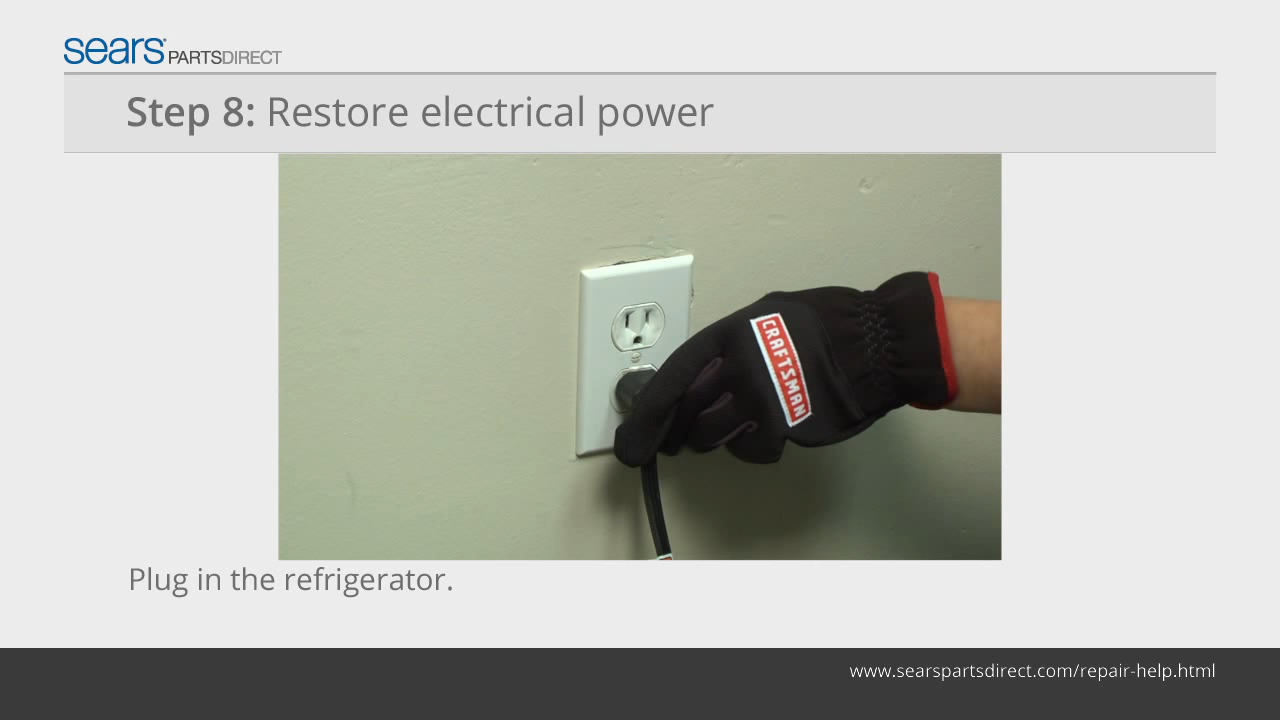 sears PARTSDIRECT
Step 8: Restore electrical power
CRAFTSMAN
Plug in the refrigerator.
www.searspartsdirect.com/repair-help.html